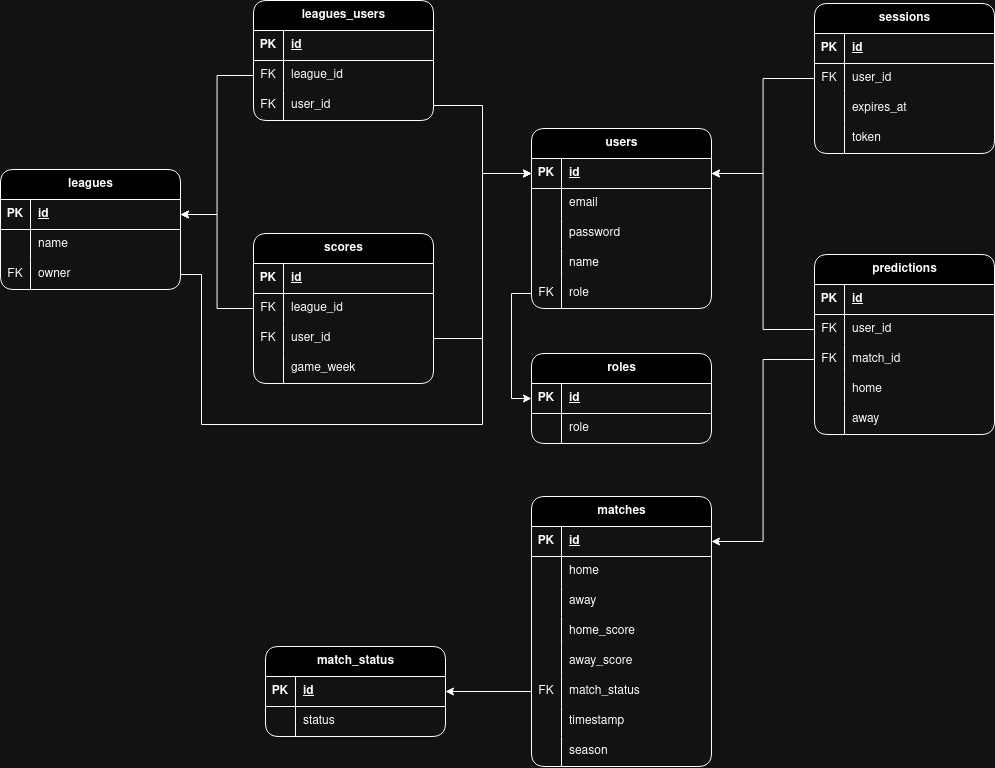 leagues_users
PK id
FK league_id
FK user_id
sessions
PK id
FK user_id
expires_at
token
users
PK id
email
password
name
FK role
leagues
PK id
name
FK owner
scores
PK id
FK league_id
FK user_id
game_week
predictions
PK id
FK user_id
FK match_id
home
away
roles
PK id
role
matches
PK id
home
away
home_score
away_score
FK match_status
timestamp
season
match_status
PK id
status